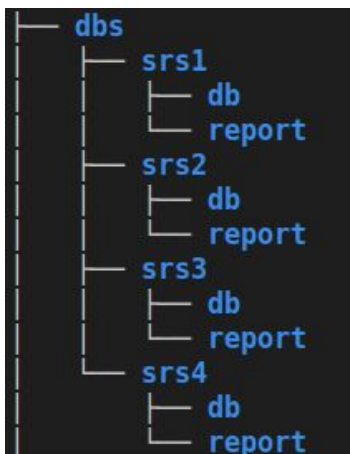 dbs
srs1
db
report
srs2
db
report
srs3
db
report
srs4
db
report